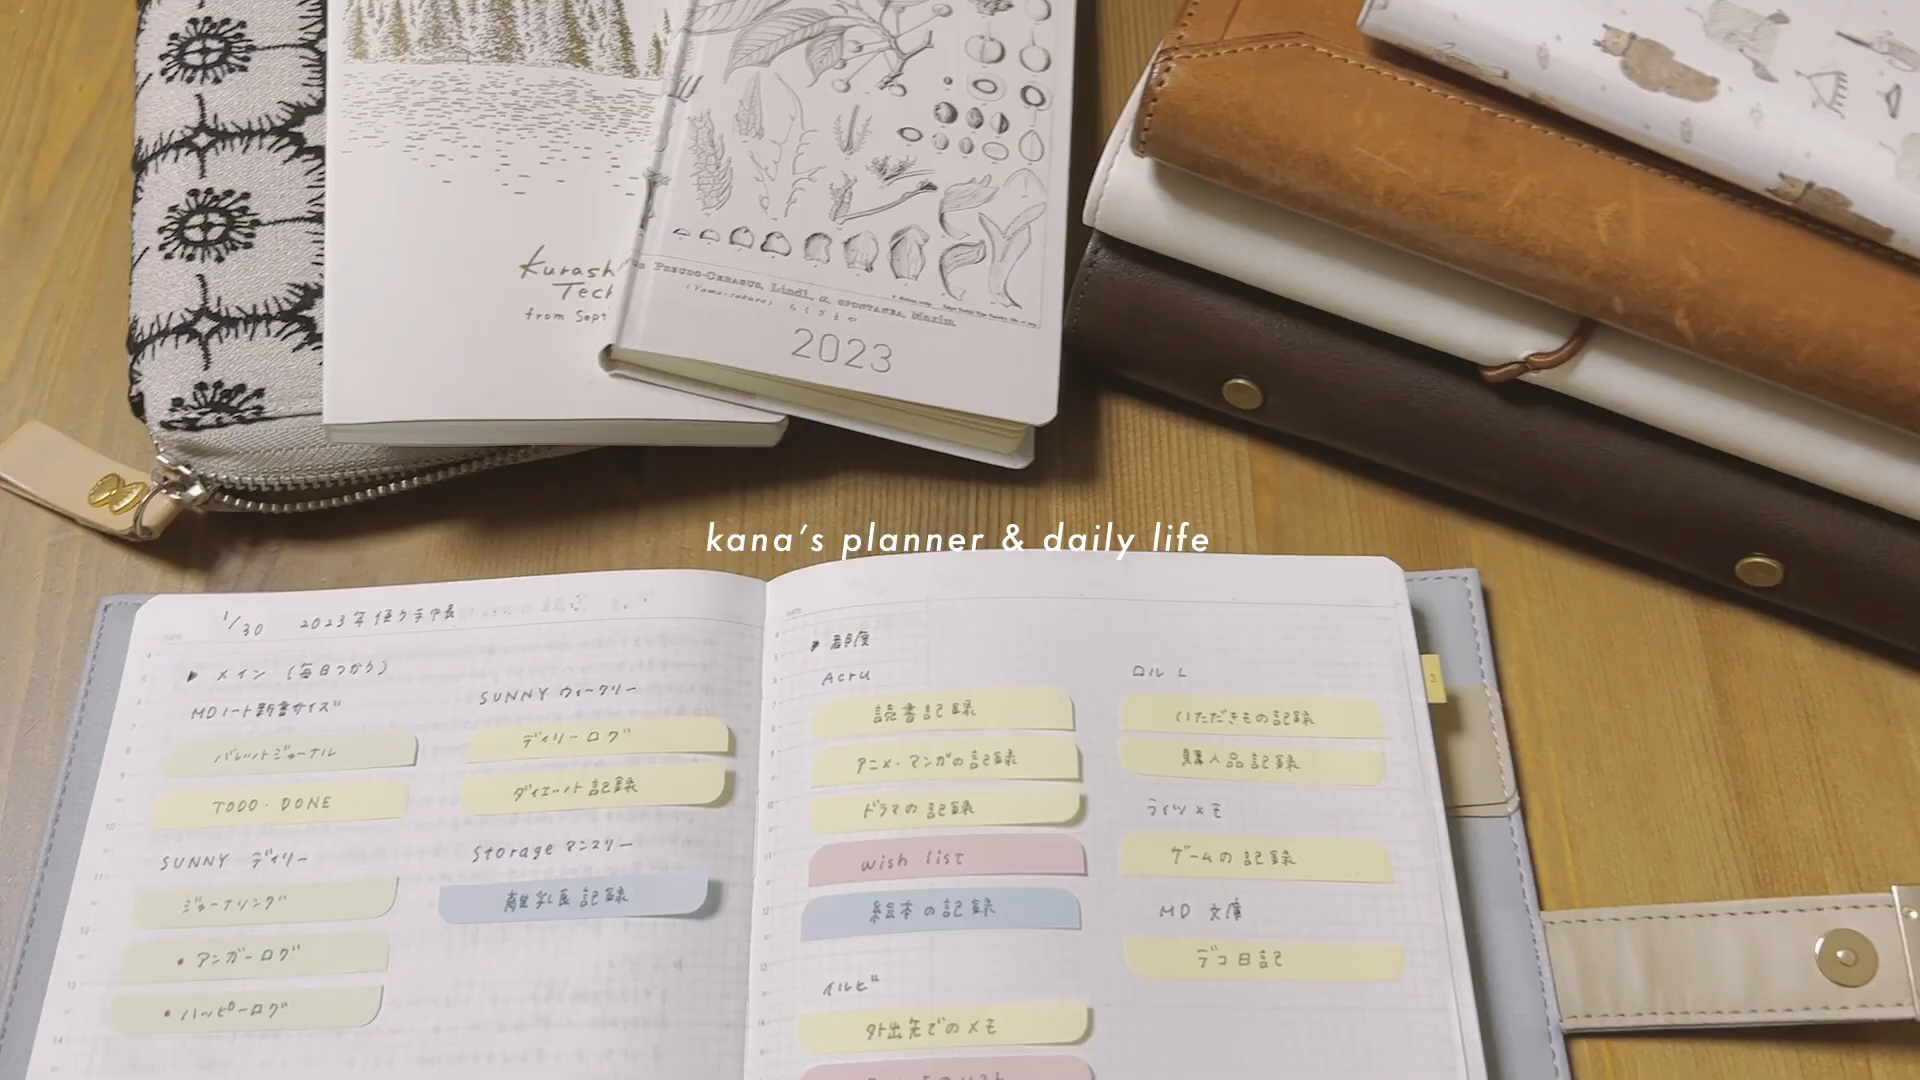 Kurash
Tech
from Sept
PSEUDO-CERASUS, Lindl. α. SPONTANEA, Maxim.
(Yama-zakura)
2023
kana's planner & daily life
1/30 2023年使う手帳
メイン(毎日つかう)
MDノート新書サイズ
バレットジャーナル
TODO・DONE
SUNNY デイリー
ジャーナリング
・アンガーログ
・ハッピーログ
SUNNY ウィークリー
デイリーログ
ダイエット記録
Storage マンスリー
離乳食記録
都度
Acru
読書記録
アニメ・マンガの記録
ドラマの記録
wish list
絵本の記録
イルビ
外出先でのメモ
ロルL
いただきもの記録
購入品記録
ライツメモ
ゲームの記録
MD 文庫
デコ日記
3